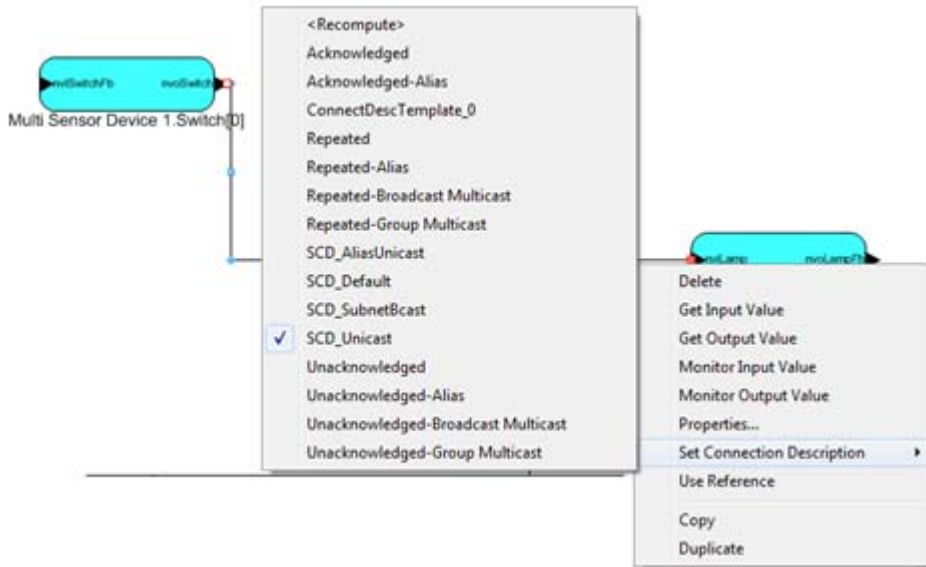 <Recompute>
Acknowledged
Acknowledged-Alias
ConnectDescTemplate_0
Repeated
Repeated-Alias
Repeated-Broadcast Multicast
Repeated-Group Multicast
SCD_AliasUnicast
SCD_Default
SCD_SubnetBcast
SCD_Unicast
Unacknowledged
Unacknowledged-Alias
Unacknowledged-Broadcast Multicast
Unacknowledged-Group Multicast
nviSwitchFb nvoSwitch
Multi Sensor Device 1.Switch[0]
nviLamp nvoLampFb
Delete
Get Input Value
Get Output Value
Monitor Input Value
Monitor Output Value
Properties...
Set Connection Description
Use Reference
Copy
Duplicate